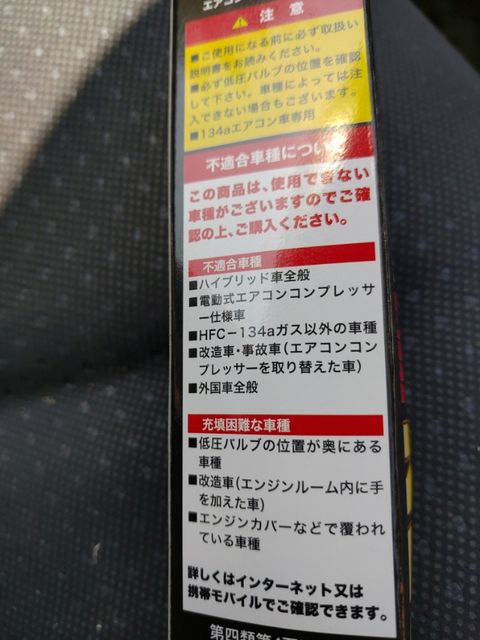 エアコン
注意
■ご使用になる前に必ず取扱い
説明書をお読みください。
■必ず低圧バルブの位置を確認
して下さい。車種によっては注
入できない場合もございます。
■134aエアコン車専用
不適合車種につい
この商品は、使用できない
車種がございますのでご確
認の上、ご購入ください。
不適合車種
■ハイブリッド車全般
■電動式エアコンコンプレッサ
ー仕様車
■HFC－134aガス以外の車種
■改造車・事故車(エアコンコン
プレッサーを取り替えた車)
■外国車全般
充填困難な車種
■低圧バルブの位置が奥にある
車種
■改造車(エンジンルーム内に手
を加えた車)
■エンジンカバーなどで覆われ
ている車種
詳しくはインターネット又は
携帯モバイルでご確認できます。
第四類第